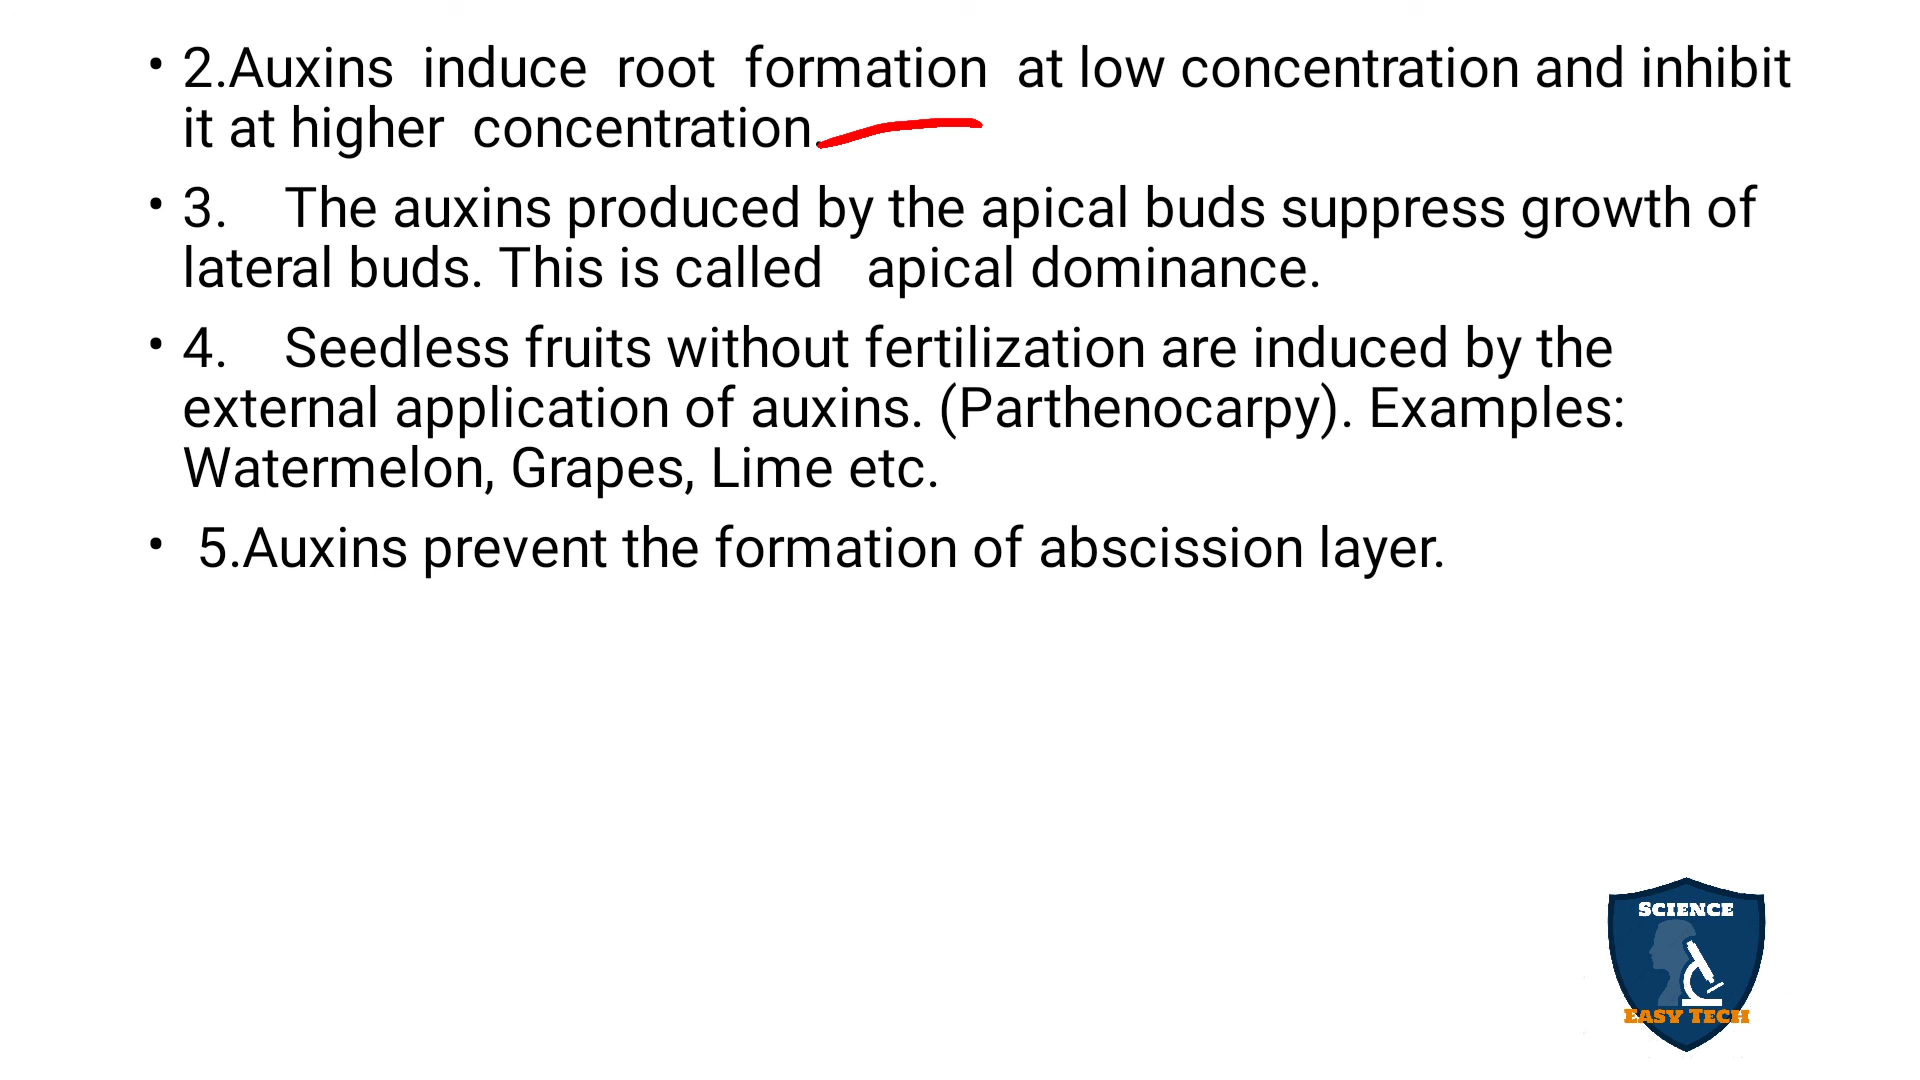 • 2.Auxins induce root formation at low concentration and inhibit
it at higher concentration.
• 3. The auxins produced by the apical buds suppress growth of
lateral buds. This is called apical dominance.
• 4. Seedless fruits without fertilization are induced by the
external application of auxins. (Parthenocarpy). Examples:
Watermelon, Grapes, Lime etc.
• 5.Auxins prevent the formation of abscission layer.
SCIENCE
EASY TECH